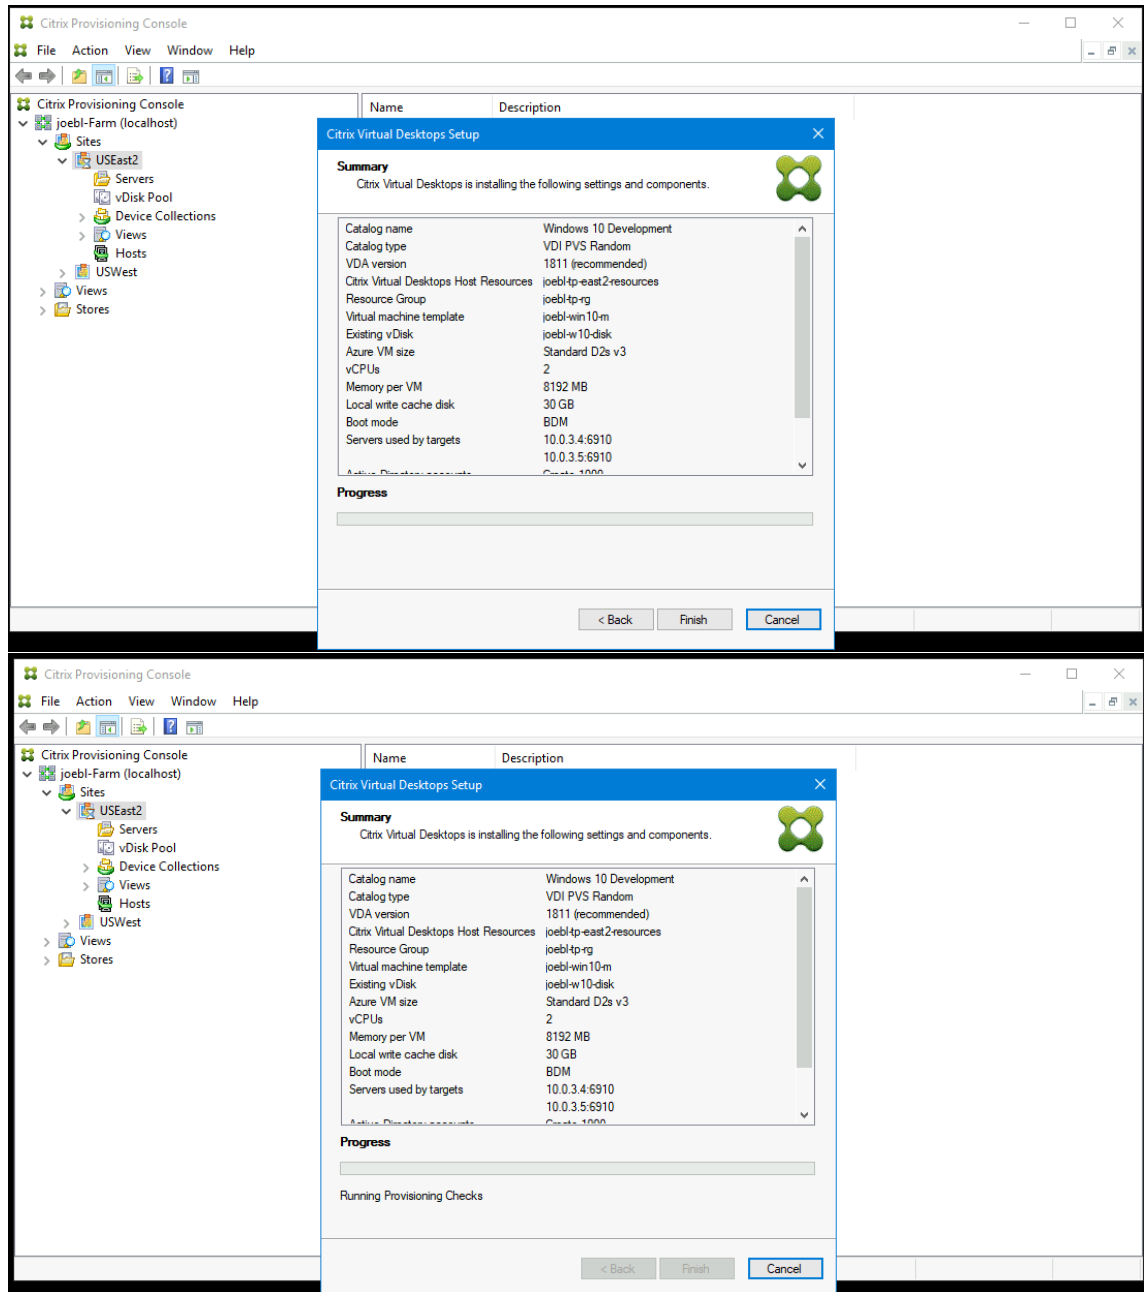 Citrix Provisioning Console
File Action View Window Help
Citrix Provisioning Console
joebl-Farm (localhost)
Sites
USEast2
Servers
vDisk Pool
Device Collections
Views
Hosts
USWest
Views
Stores
Name Description
Citrix Virtual Desktops Setup
Summary
Citrix Virtual Desktops is installing the following settings and components.
Catalog name Windows 10 Development
Catalog type VDI PVS Random
VDA version 1811 (recommended)
Citrix Virtual Desktops Host Resources joebl-tp-east2-resources
Resource Group joebl-tp-rg
Virtual machine template joebl-win10-m
Existing vDisk joebl-w10-disk
Azure VM size Standard D2s v3
vCPUs 2
Memory per VM 8192 MB
Local write cache disk 30 GB
Boot mode BDM
Servers used by targets 10.0.3.4:6910
10.0.3.5:6910
Active Directory accounts Create 1000
Progress
< Back Finish Cancel
Citrix Provisioning Console
File Action View Window Help
Citrix Provisioning Console
joebl-Farm (localhost)
Sites
USEast2
Servers
vDisk Pool
Device Collections
Views
Hosts
USWest
Views
Stores
Name Description
Citrix Virtual Desktops Setup
Summary
Citrix Virtual Desktops is installing the following settings and components.
Catalog name Windows 10 Development
Catalog type VDI PVS Random
VDA version 1811 (recommended)
Citrix Virtual Desktops Host Resources joebl-tp-east2-resources
Resource Group joebl-tp-rg
Virtual machine template joebl-win10-m
Existing vDisk joebl-w10-disk
Azure VM size Standard D2s v3
vCPUs 2
Memory per VM 8192 MB
Local write cache disk 30 GB
Boot mode BDM
Servers used by targets 10.0.3.4:6910
10.0.3.5:6910
Active Directory accounts Create 1000
Progress
Running Provisioning Checks
< Back Finish Cancel